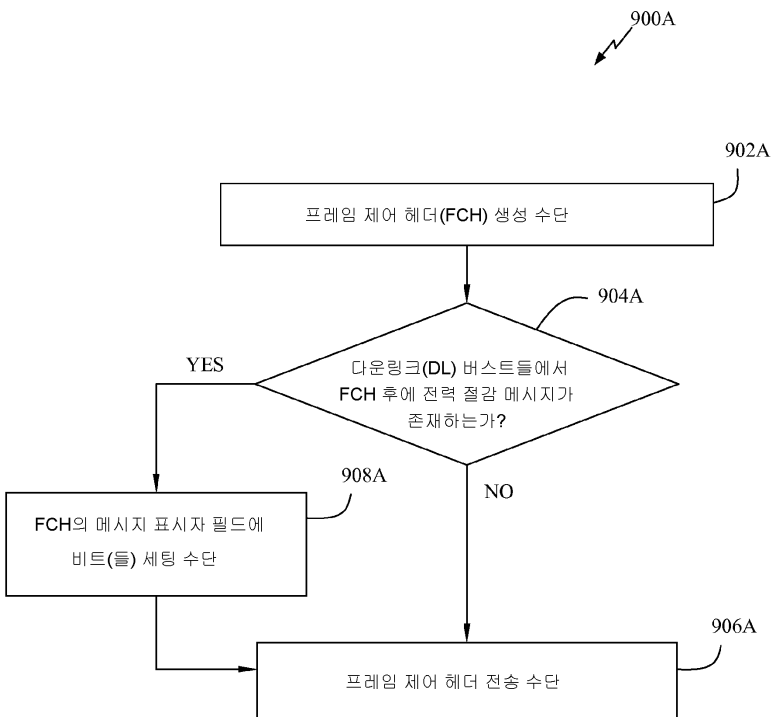 900A
902A
프레임 제어 헤더(FCH) 생성 수단
904A
YES
다운링크(DL) 버스트들에서
FCH 후에 전력 절감 메시지가
존재하는가?
908A
NO
FCH의 메시지 표시자 필드에
비트(들) 세팅 수단
906A
프레임 제어 헤더 전송 수단